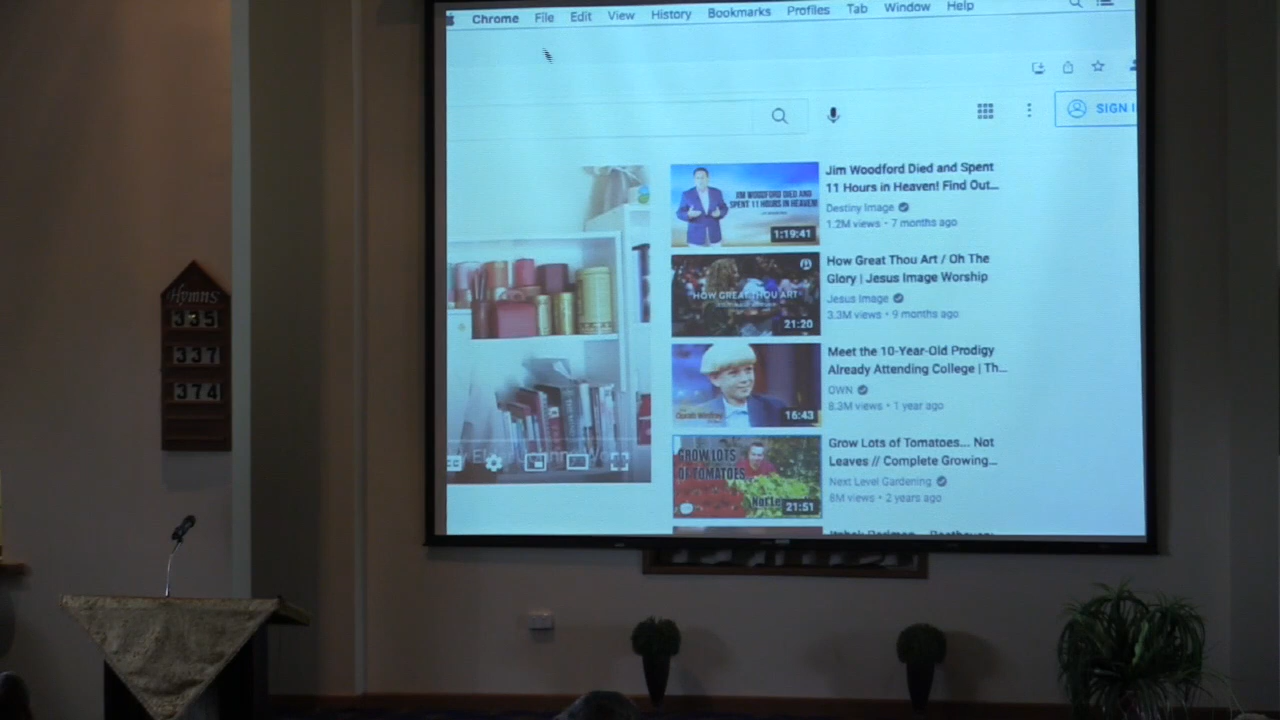 Chrome File Edit View History Bookmarks Profiles Tab Window Help
SIGN
Jim Woodford Died and Spent
11 Hours in Heaven! Find Out...
Destiny Image
1.2M views • 7 months ago
JIM WOODFORD DIED AND
SPENT 11 HOURS IN HEAVEN!
1:19:41
How Great Thou Art / Oh The
Glory | Jesus Image Worship
Jesus Image
3.3M views • 9 months ago
HOW GREAT THOU ART
21:20
Meet the 10-Year-Old Prodigy
Already Attending College | Th...
OWN
8.3M views • 1 year ago
16:43
Grow Lots of Tomatoes... Not
Leaves // Complete Growing...
Next Level Gardening
8M views • 2 years ago
GROW LOTS
OF TOMATOES
21:51
Hymns
335
337
374